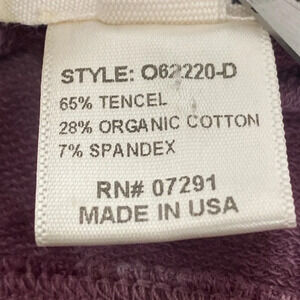 STYLE: O62220-D
65% TENCEL
28% ORGANIC COTTON
7% SPANDEX
RN# 07291
MADE IN USA